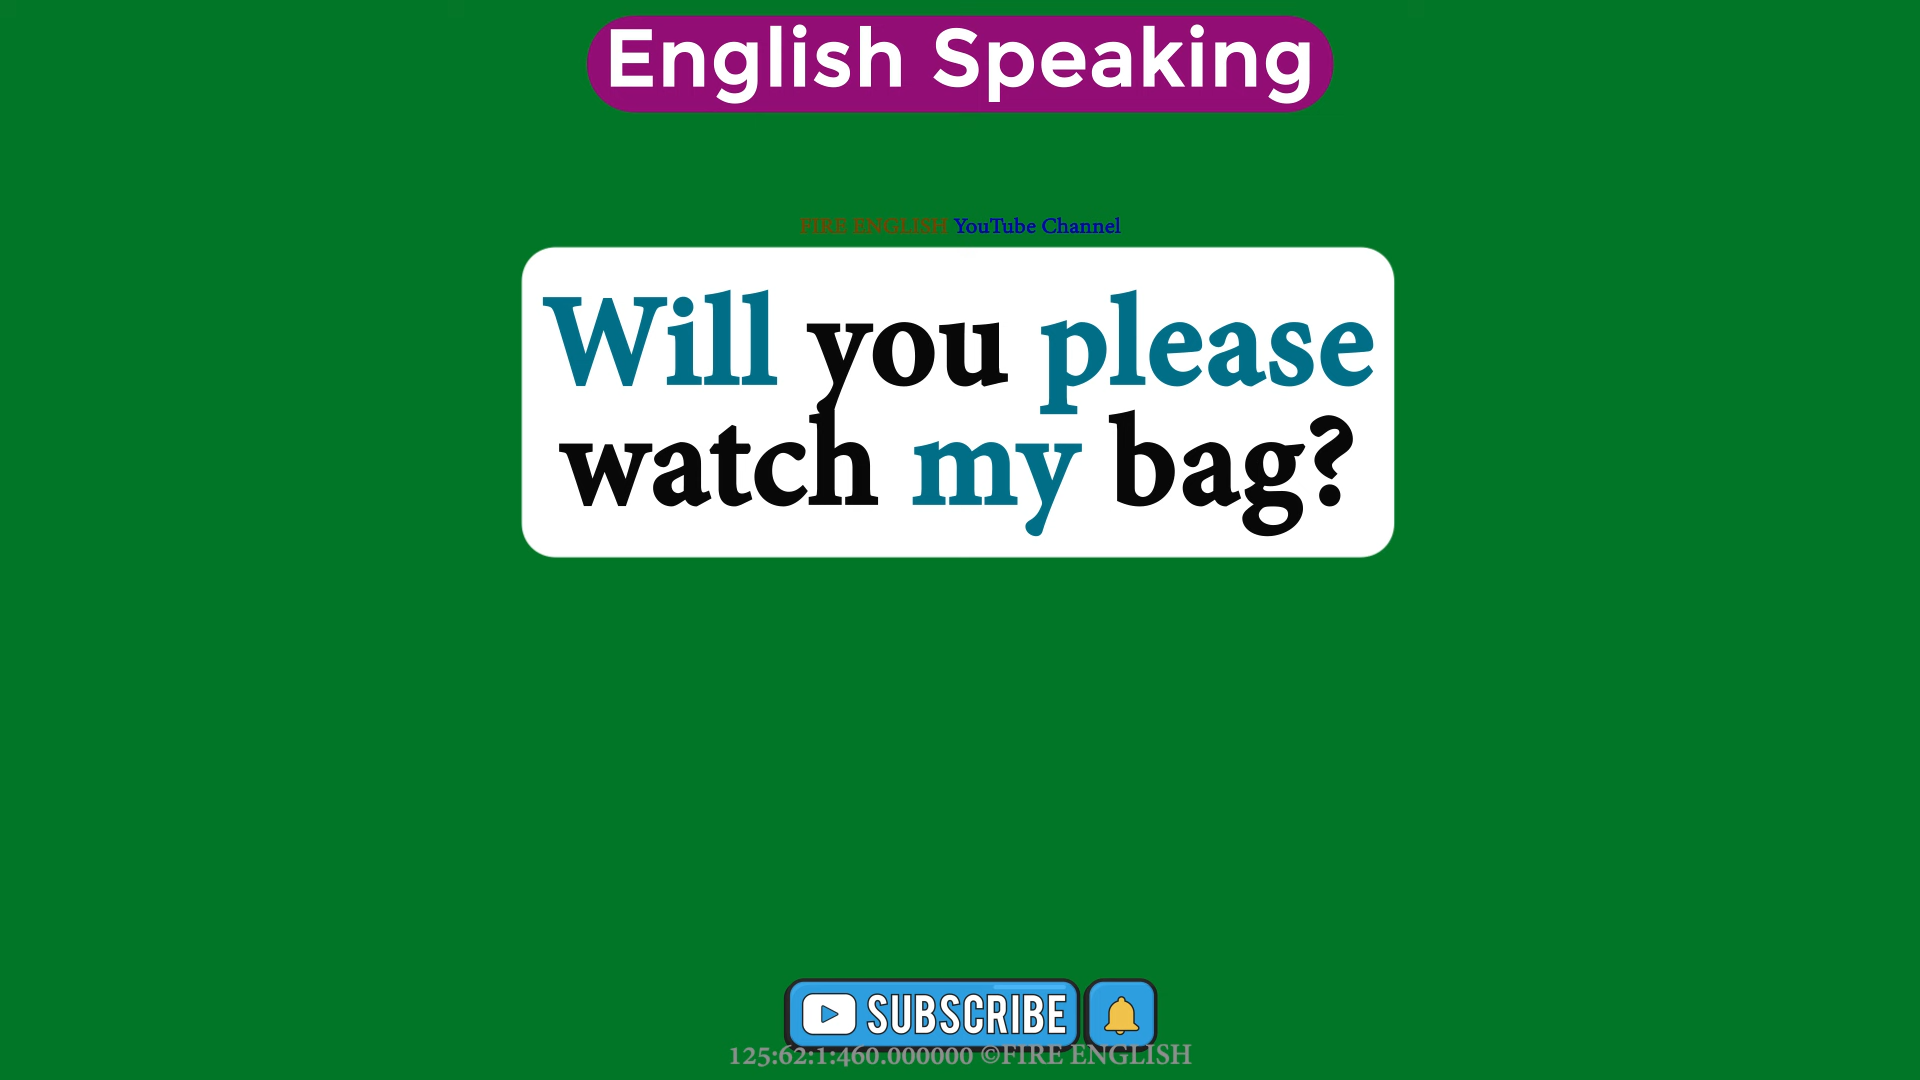 English Speaking
FIRE ENGLISH YouTube Channel
Will you please
watch my bag?
SUBSCRIBE
125:62:1:460.000000 ©FIRE ENGLISH